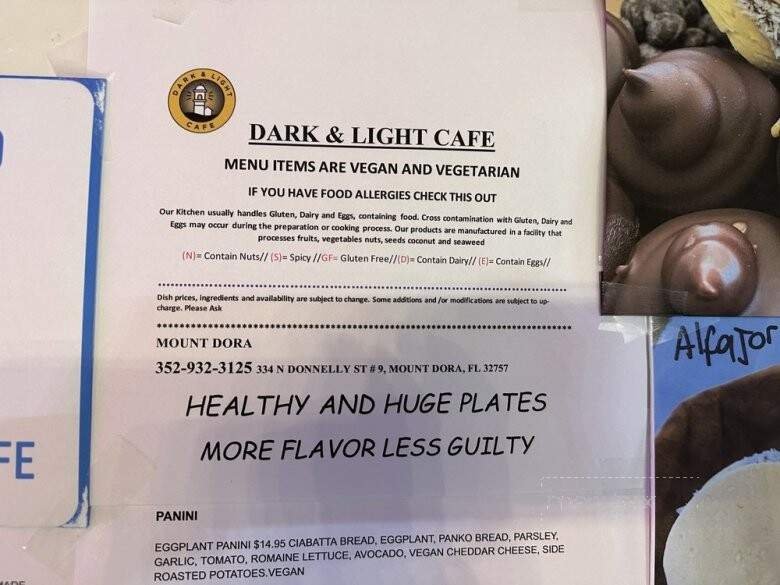 DARK & LIGHT
CAFE
DARK & LIGHT CAFE
MENU ITEMS ARE VEGAN AND VEGETARIAN
IF YOU HAVE FOOD ALLERGIES CHECK THIS OUT
Our Kitchen usually handles Gluten, Dairy and Eggs, containing food. Cross contamination with Gluten, Dairy and
Eggs may occur during the preparation or cooking process. Our products are manufactured in a facility that
processes fruits, vegetables nuts, seeds coconut and seaweed
(N)= Contain Nuts// (S)= Spicy //GF= Gluten Free//(D)= Contain Dairy// (E)= Contain Eggs//
Dish prices, ingredients and availability are subject to change. Some additions and /or modifications are subject to up-
charge. Please Ask
MOUNT DORA
352-932-3125 334 N DONNELLY ST # 9, MOUNT DORA, FL 32757
HEALTHY AND HUGE PLATES
MORE FLAVOR LESS GUILTY
PANINI
EGGPLANT PANINI $14.95 CIABATTA BREAD, EGGPLANT, PANKO BREAD, PARSLEY,
GARLIC, TOMATO, ROMAINE LETTUCE, AVOCADO, VEGAN CHEDDAR CHEESE, SIDE
ROASTED POTATOES.VEGAN
Alfajor
FE